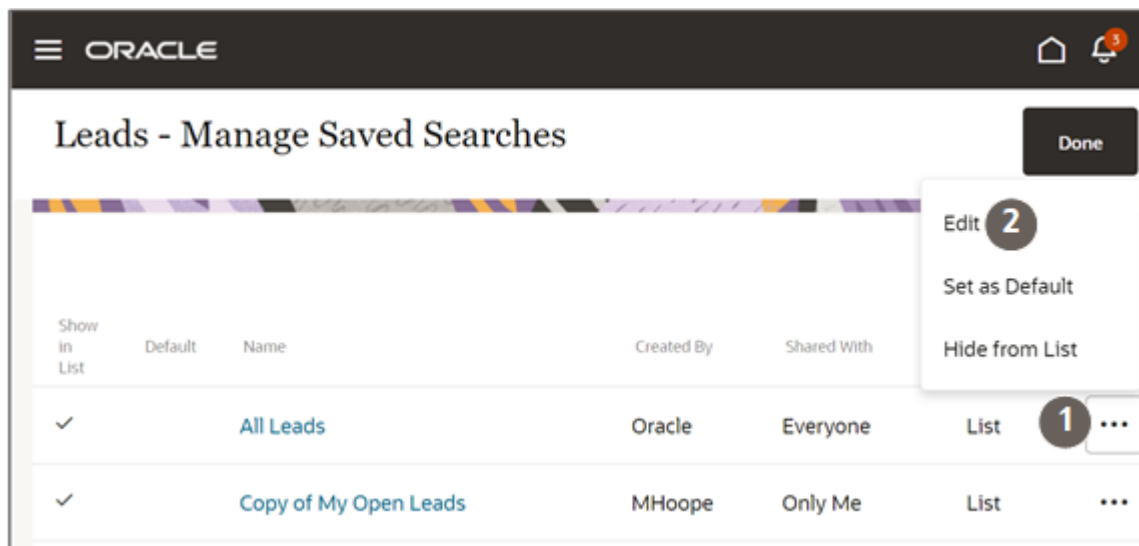 ORACLE
3
Leads - Manage Saved Searches
Done
Edit 2
Set as Default
Hide from List
Show
in
List
Default Name Created By Shared With
All Leads Oracle Everyone List 1
Copy of My Open Leads MHoope Only Me List